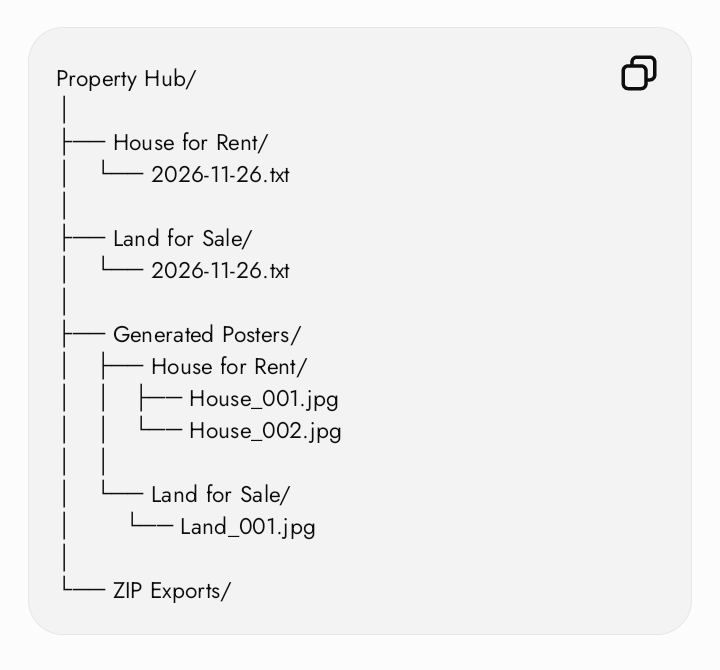 Property Hub/
│
├── House for Rent/
│   └── 2026-11-26.txt
│
├── Land for Sale/
│   └── 2026-11-26.txt
│
├── Generated Posters/
│   ├── House for Rent/
│   │   ├── House_001.jpg
│   │   └── House_002.jpg
│   │
│   └── Land for Sale/
│       └── Land_001.jpg
│
└── ZIP Exports/